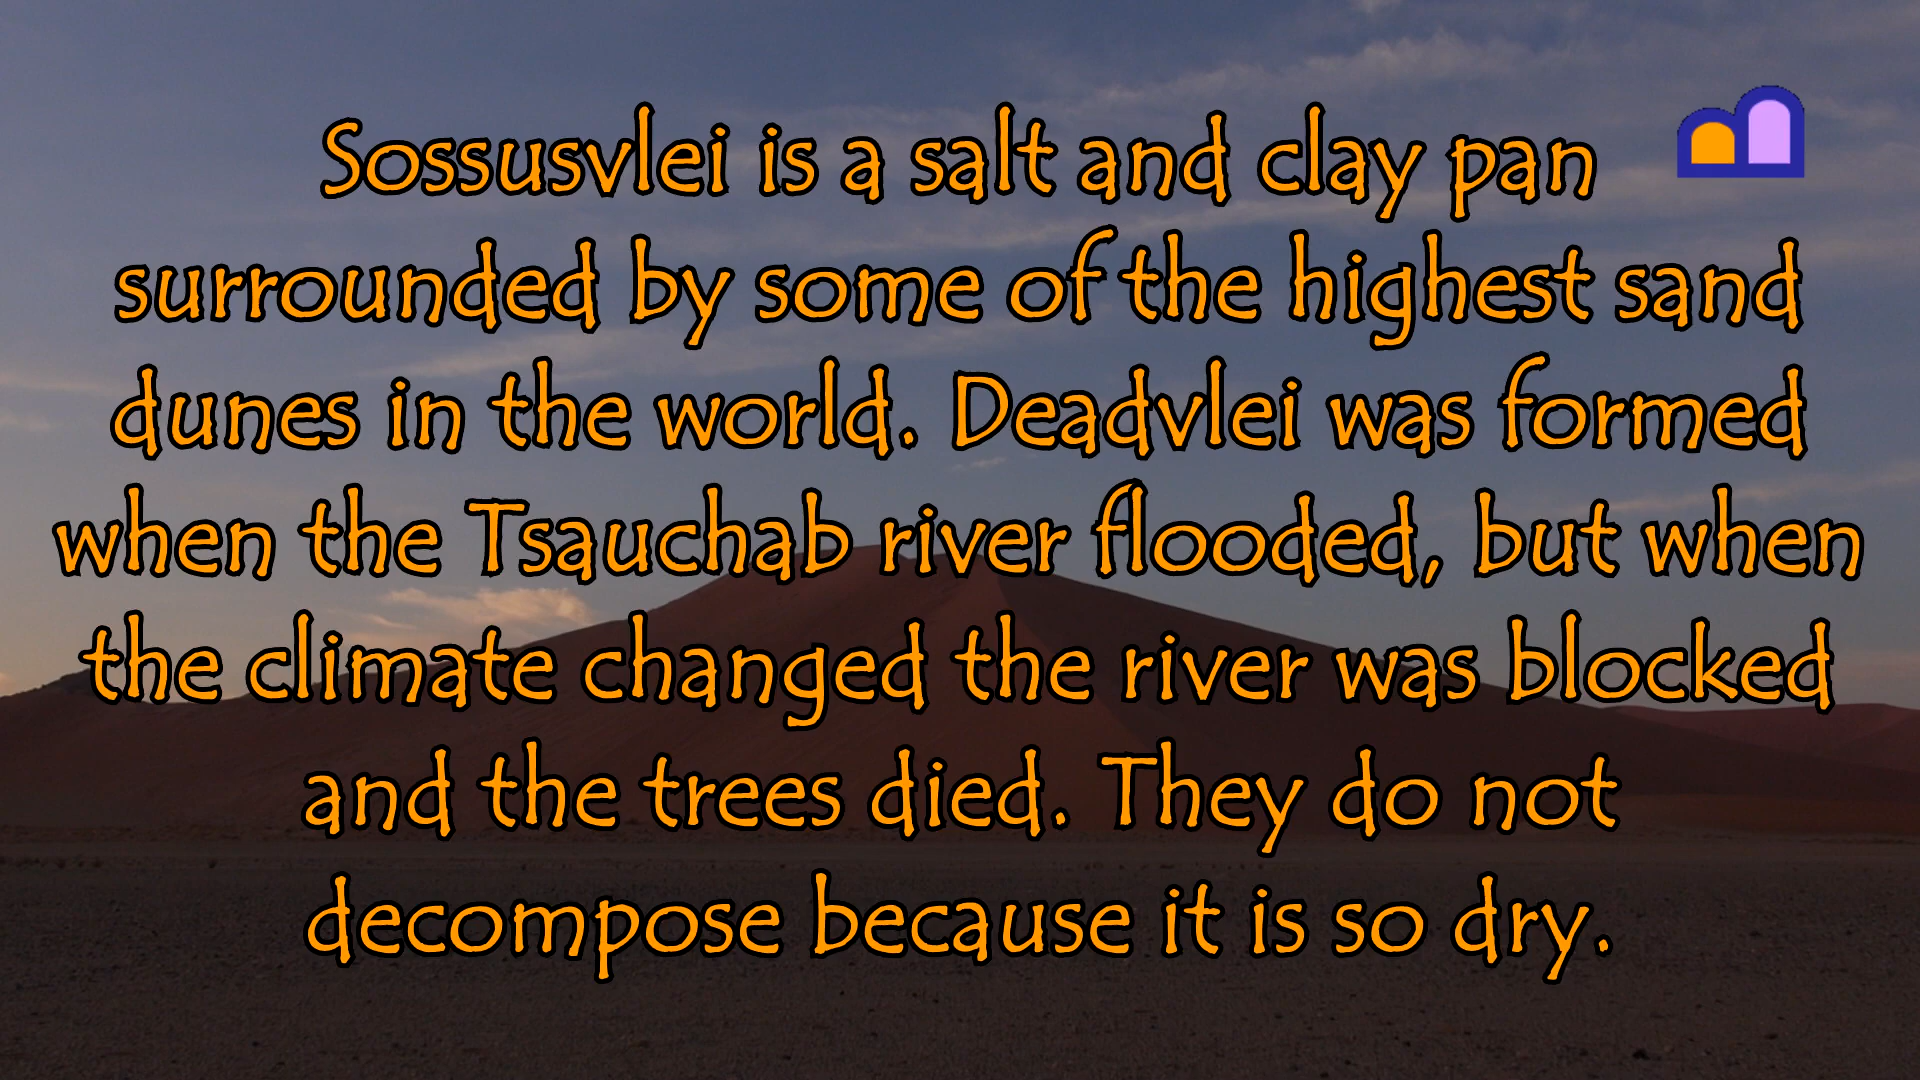 Sossusvlei is a salt and clay pan
surrounded by some of the highest sand
dunes in the world. Deadvlei was formed
when the Tsauchab river flooded, but when
the climate changed the river was blocked
and the trees died. They do not
decompose because it is so dry.